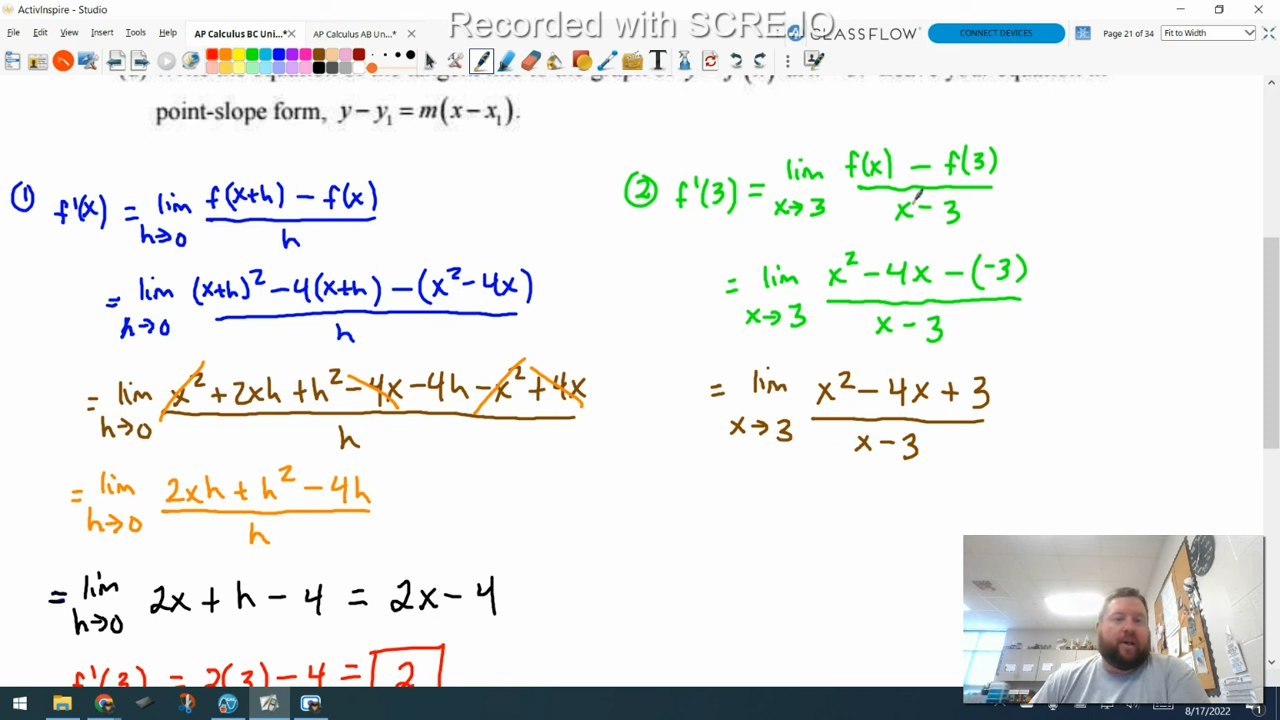 ActivInspire - Studio
Recorded with SCRE.IO
AP Calculus BC Uni...*
AP Calculus AB Un...*
CLASSFLOW
CONNECT DEVICES
Page 21 of 34
Fit to Width
File Edit View Insert Tools Help
point-slope form, y − y₁ = m(x − x₁).
① f'(x) = lim h→0 f(x+h) − f(x) / h
= lim h→0 (x+h)² − 4(x+h) − (x² − 4x) / h
= lim h→0 x² + 2xh + h² − 4x − 4h − x² + 4x / h
= lim h→0 2xh + h² − 4h / h
= lim h→0 2x + h − 4 = 2x − 4
f'(3) = 2(3) − 4 = 2
② f'(3) = lim x→3 f(x) − f(3) / x − 3
= lim x→3 x² − 4x − (−3) / x − 3
= lim x→3 x² − 4x + 3 / x − 3
8/17/2022